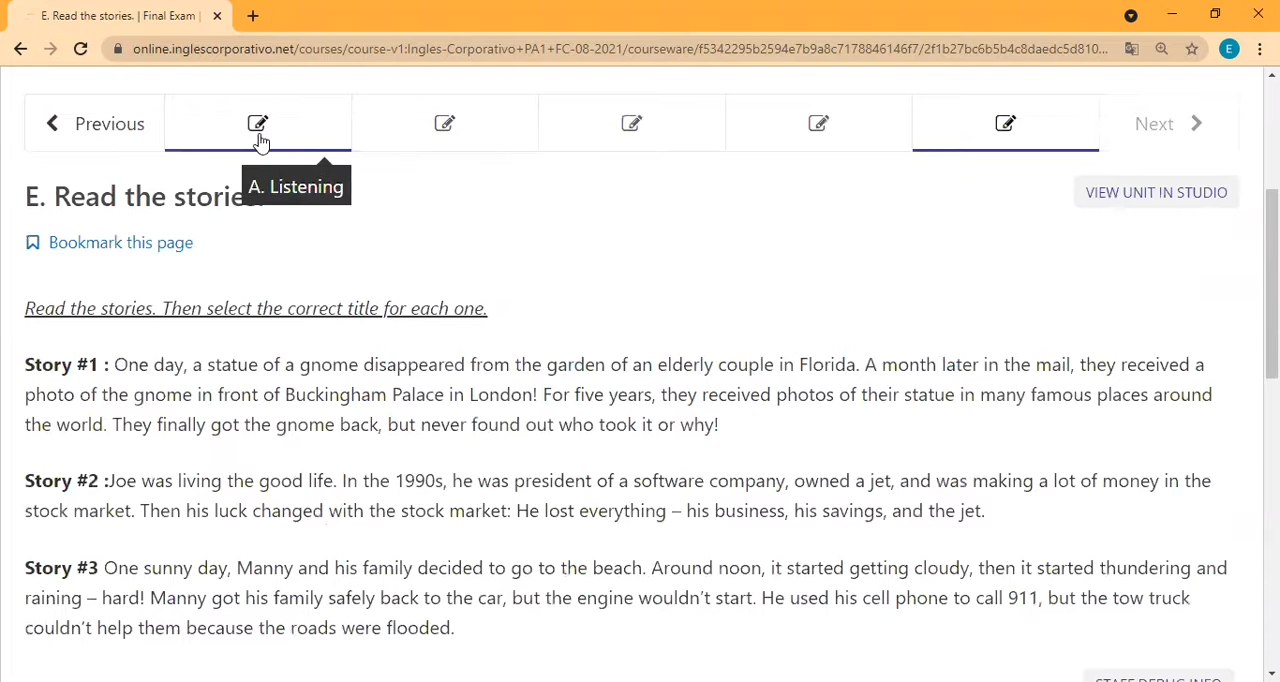 E. Read the stories. | Final Exam |
online.inglescorporativo.net/courses/course-v1:Ingles-Corporativo+PA1+FC-08-2021/courseware/f5342295b2594e7b9a8c7178846146f7/2f1b27bc6b5b4c8daedc5d810...
E
Previous
Next
A. Listening
E. Read the stories.
VIEW UNIT IN STUDIO
Bookmark this page
Read the stories. Then select the correct title for each one.
Story #1 : One day, a statue of a gnome disappeared from the garden of an elderly couple in Florida. A month later in the mail, they received a
photo of the gnome in front of Buckingham Palace in London! For five years, they received photos of their statue in many famous places around
the world. They finally got the gnome back, but never found out who took it or why!
Story #2 :Joe was living the good life. In the 1990s, he was president of a software company, owned a jet, and was making a lot of money in the
stock market. Then his luck changed with the stock market: He lost everything – his business, his savings, and the jet.
Story #3 One sunny day, Manny and his family decided to go to the beach. Around noon, it started getting cloudy, then it started thundering and
raining – hard! Manny got his family safely back to the car, but the engine wouldn't start. He used his cell phone to call 911, but the tow truck
couldn't help them because the roads were flooded.
STAFF DEBUG INFO